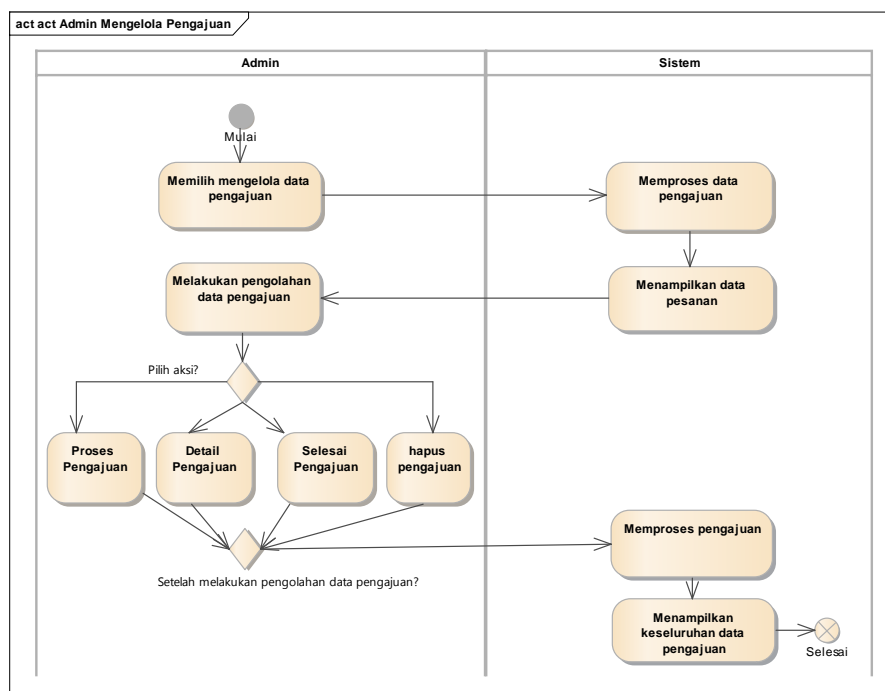 act act Admin Mengelola Pengajuan
Admin
Sistem
Mulai
Memilih mengelola data
pengajuan
Memproses data
pengajuan
Melakukan pengolahan
data pengajuan
Menampilkan data
pesanan
Pilih aksi?
Proses
Pengajuan
Detail
Pengajuan
Selesai
Pengajuan
hapus
pengajuan
Memproses pengajuan
Setelah melakukan pengolahan data pengajuan?
Menampilkan
keseluruhan data
pengajuan
Selesai